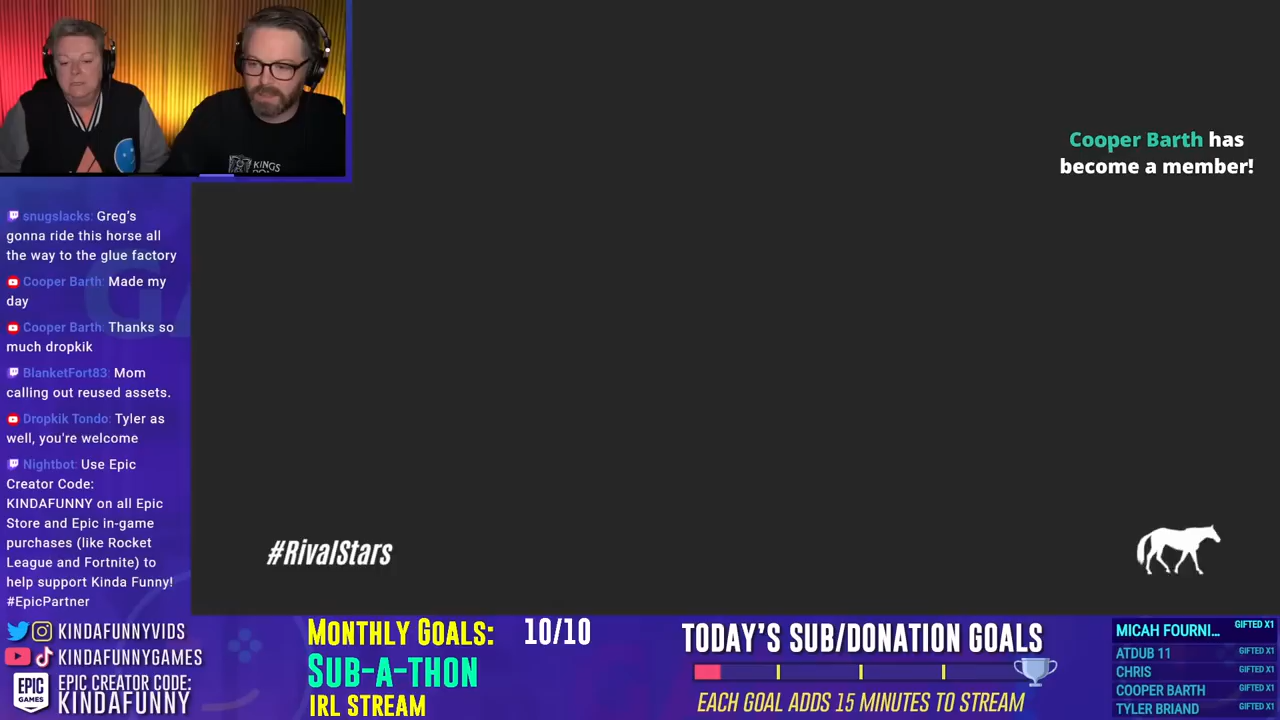 KINGS
Cooper Barth has
become a member!
snugslacks: Greg's
gonna ride this horse all
the way to the glue factory
Cooper Barth: Made my
day
Cooper Barth: Thanks so
much dropkik
BlanketFort83: Mom
calling out reused assets.
Dropkik Tondo: Tyler as
well, you're welcome
Nightbot: Use Epic
Creator Code:
KINDAFUNNY on all Epic
Store and Epic in-game
purchases (like Rocket
League and Fortnite) to
help support Kinda Funny!
#EpicPartner
#RivalStars
KINDAFUNNYVIDS
KINDAFUNNYGAMES
EPIC GAMES
EPIC CREATOR CODE:
KINDAFUNNY
MONTHLY GOALS: 10/10
SUB-A-THON
IRL STREAM
TODAY'S SUB/DONATION GOALS
EACH GOAL ADDS 15 MINUTES TO STREAM
MICAH FOURNI... GIFTED X1
ATDUB 11 GIFTED X1
CHRIS GIFTED X1
COOPER BARTH GIFTED X1
TYLER BRIAND GIFTED X1